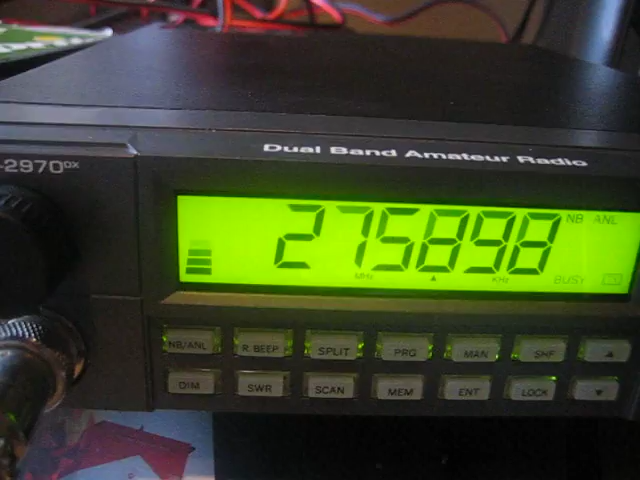 -2970DX
Dual Band Amateur Radio
275898
NB ANL
MHz KHz
BUSY
NB/ANL R.BEEP SPLIT PRG MAN SHF ▲
DIM SWR SCAN MEM ENT LOCK ▼